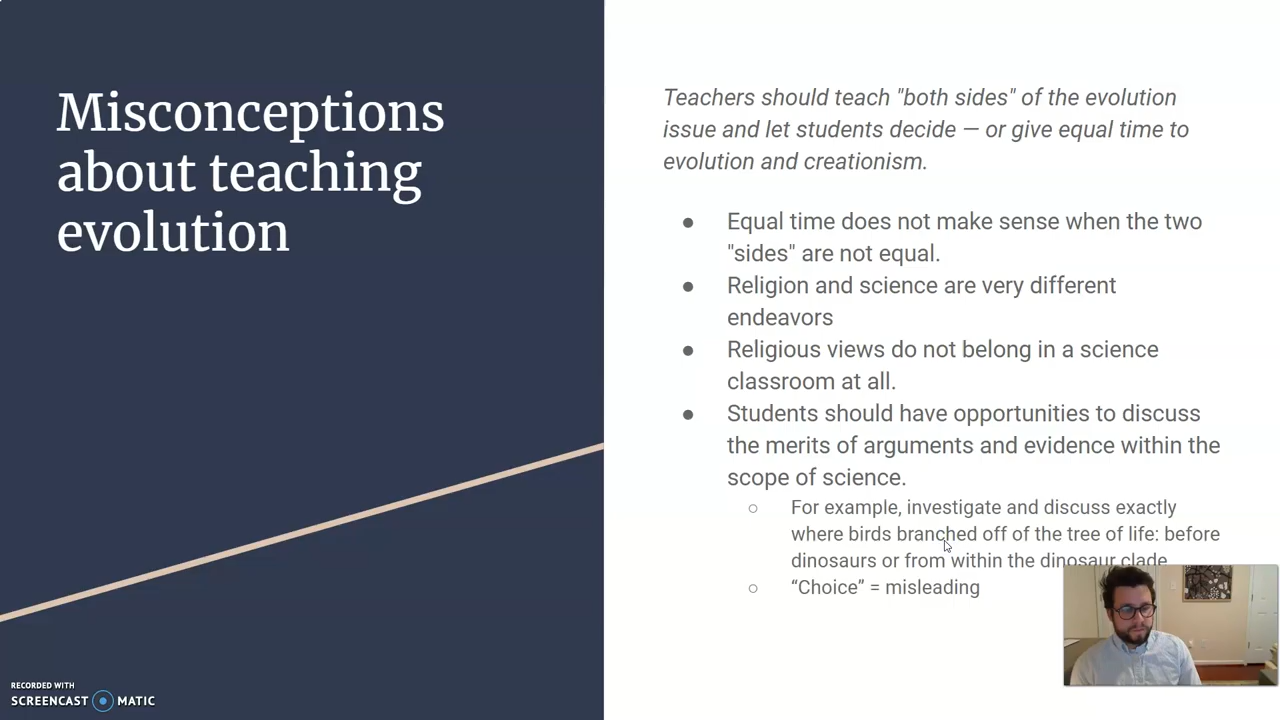 Misconceptions
about teaching
evolution
Teachers should teach "both sides" of the evolution
issue and let students decide — or give equal time to
evolution and creationism.
● Equal time does not make sense when the two
"sides" are not equal.
● Religion and science are very different
endeavors
● Religious views do not belong in a science
classroom at all.
● Students should have opportunities to discuss
the merits of arguments and evidence within the
scope of science.
○ For example, investigate and discuss exactly
where birds branched off of the tree of life: before
dinosaurs or from within the dinosaur clade
○ “Choice” = misleading
RECORDED WITH
SCREENCAST MATIC